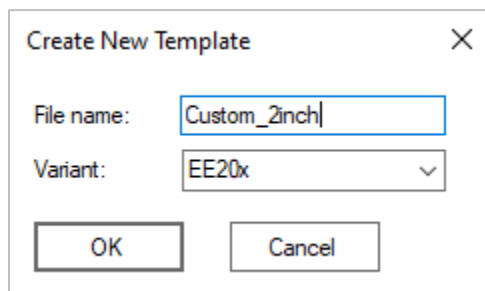 Create New Template
File name: Custom_2inch
Variant: EE20x
OK Cancel